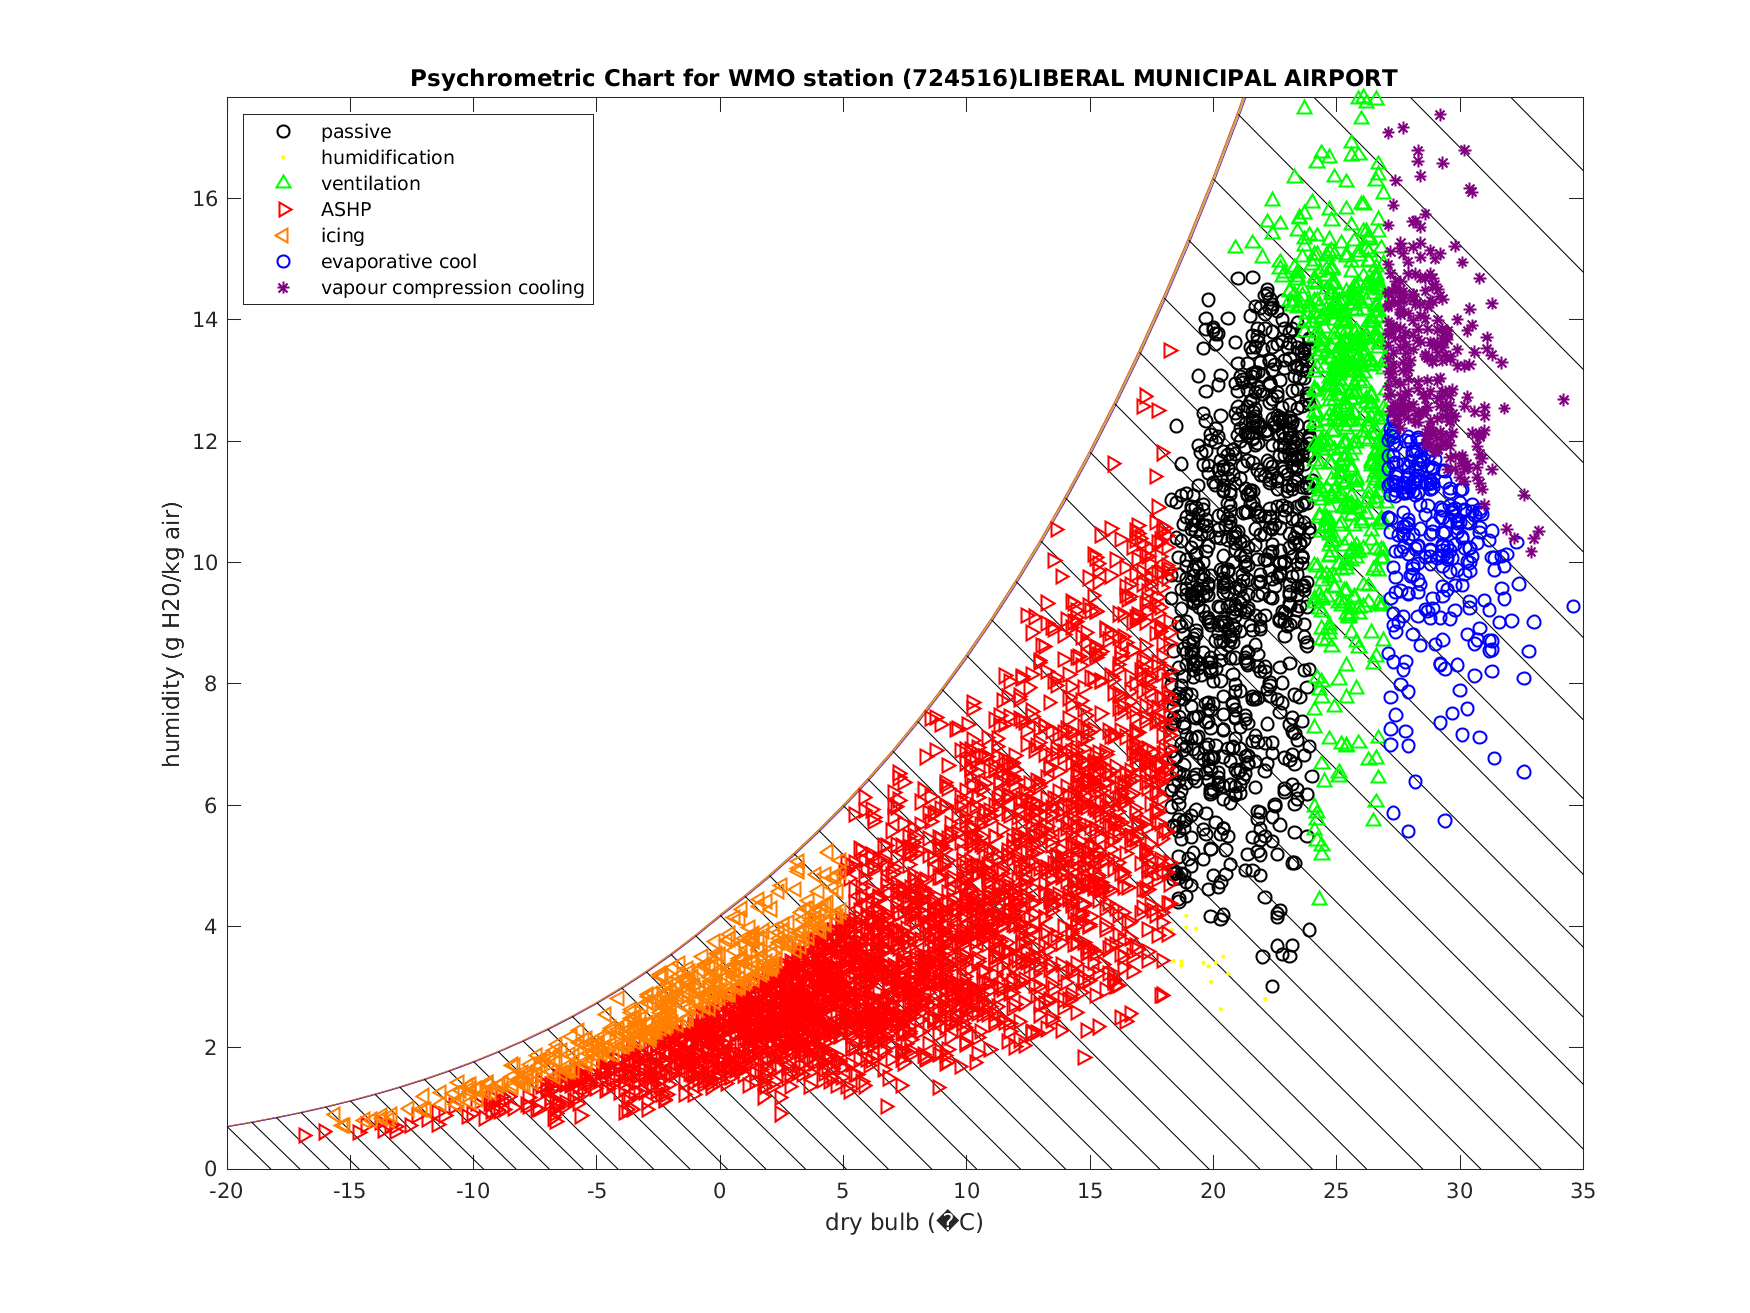 Psychrometric Chart for WMO station (724516)LIBERAL MUNICIPAL AIRPORT
passive
humidification
ventilation
ASHP
icing
evaporative cool
vapour compression cooling
humidity (g H20/kg air)
16
14
12
10
8
6
4
2
0
-20 -15 -10 -5 0 5 10 15 20 25 30 35
dry bulb (�C)